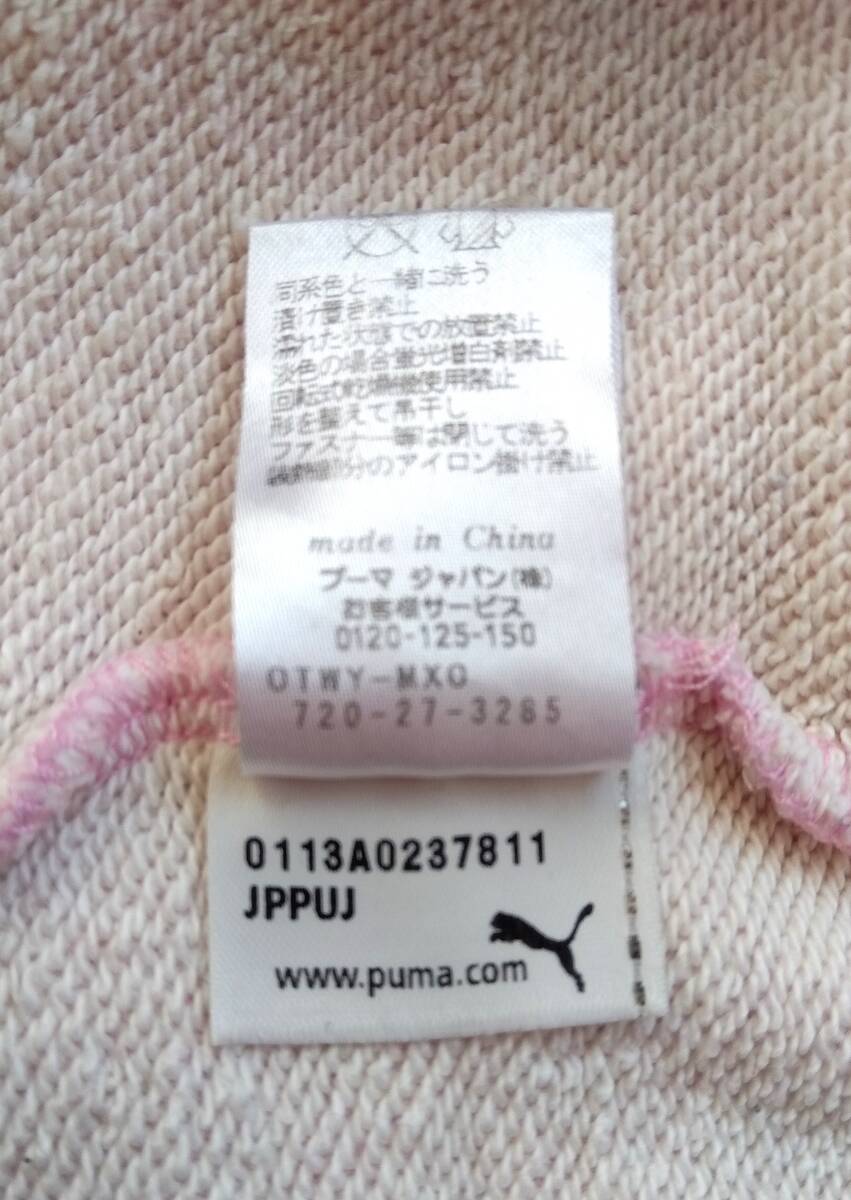 同系色と一緒に洗う
漬け置き禁止
濡れた状態での放置禁止
淡色の場合蛍光増白剤禁止
回転式乾燥機使用禁止
形を整えて吊干し
ファスナー等は閉じて洗う
装飾部分のアイロン掛け禁止
made in China
プーマ ジャパン(株)
お客様サービス
0120-125-150
OTWY-MXO
720-27-3285
0113A0237811
JPPUJ
www.puma.com